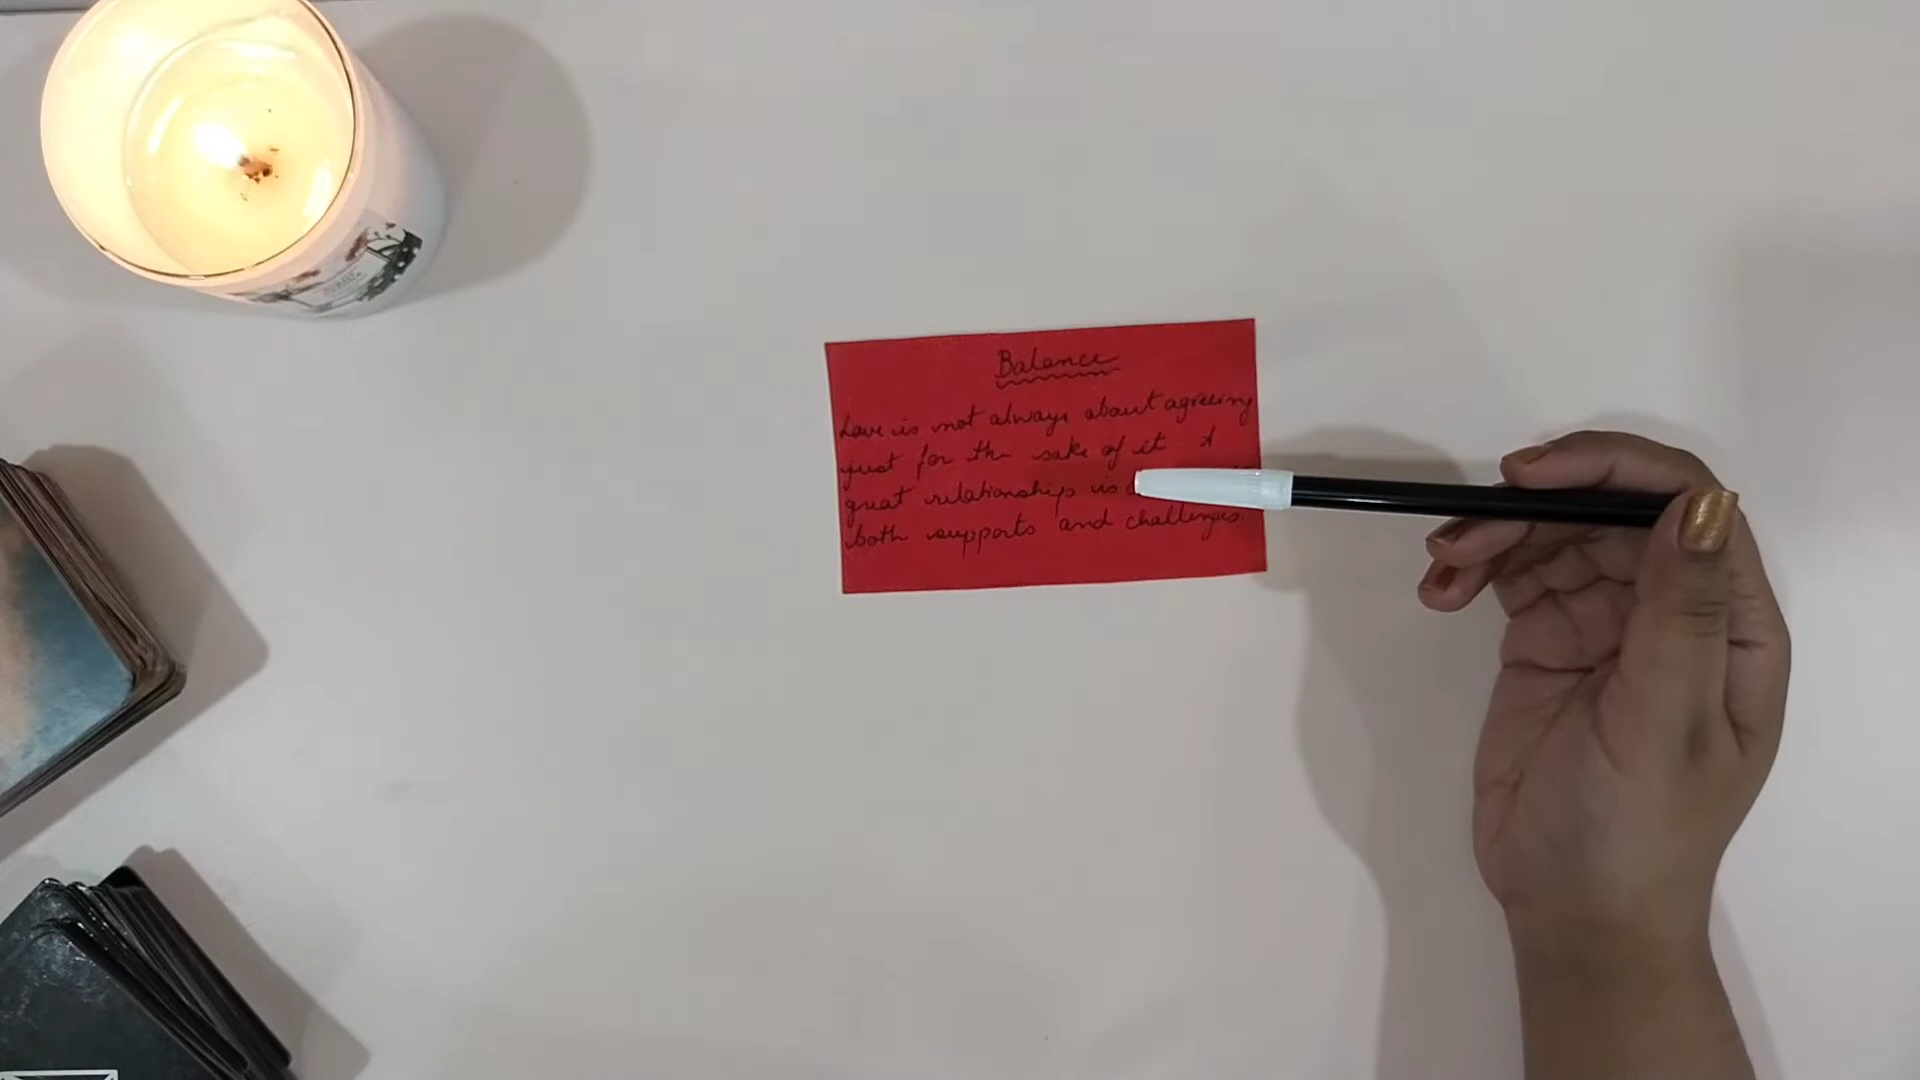 Balance
Love is not always about agreeing
just for the sake of it A
great relationship is
both supports and challenges.